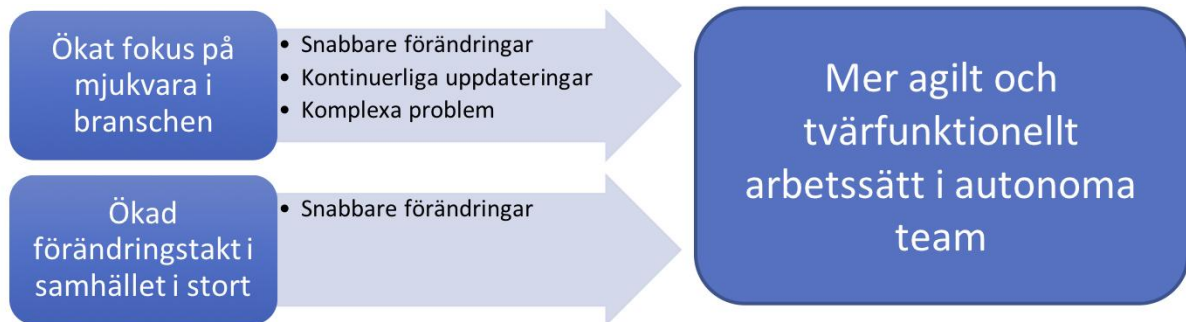 Ökat fokus på
mjukvara i
branschen
• Snabbare förändringar
• Kontinuerliga uppdateringar
• Komplexa problem
Ökad
förändringstakt i
samhället i stort
• Snabbare förändringar
Mer agilt och
tvärfunktionellt
arbetssätt i autonoma
team